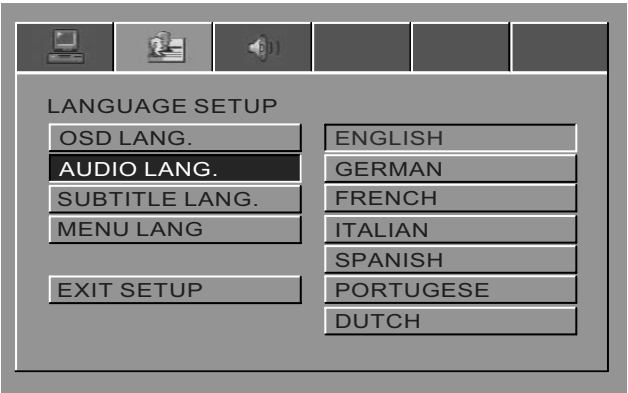 LANGUAGE SETUP
OSD LANG.
AUDIO LANG.
SUBTITLE LANG.
MENU LANG
EXIT SETUP
ENGLISH
GERMAN
FRENCH
ITALIAN
SPANISH
PORTUGESE
DUTCH